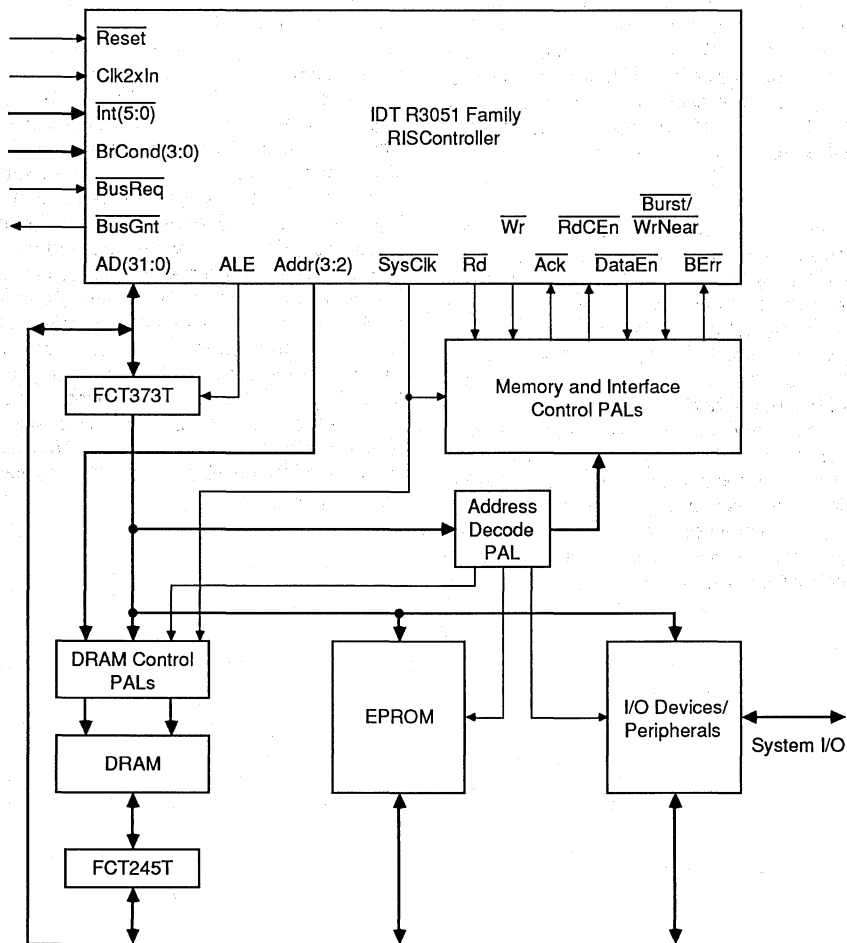 Reset
Clk2xIn
Int(5:0)
BrCond(3:0)
BusReq
BusGnt
IDT R3051 Family
RISController
Burst/
Wr RdCEn WrNear
AD(31:0) ALE Addr(3:2) SysClk Rd Ack DataEn BErr
FCT373T
Memory and Interface
Control PALs
Address
Decode
PAL
DRAM Control
PALs
EPROM
I/O Devices/
Peripherals
System I/O
DRAM
FCT245T